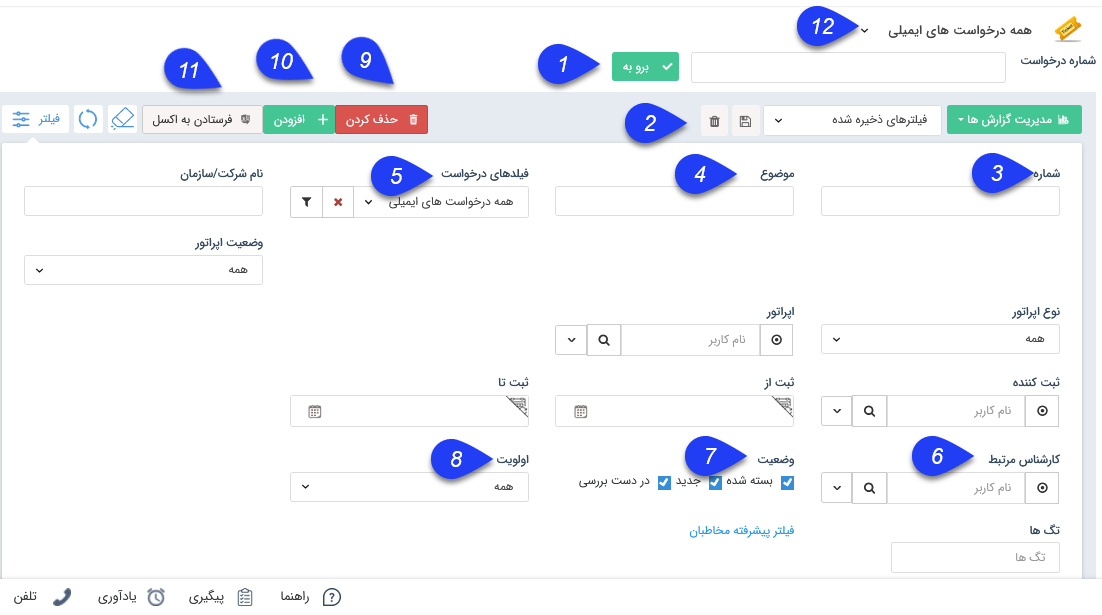 همه درخواست های ایمیلی 12
شماره درخواست
برو به 1
مدیریت گزارش ها فیلترهای ذخیره شده 2
حذف کردن 9 افزودن 10 فرستادن به اکسل 11 فیلتر
شماره 3 موضوع 4 فیلدهای درخواست 5 نام شرکت/سازمان
همه درخواست های ایمیلی
وضعیت اپراتور
همه
نوع اپراتور اپراتور
همه نام کاربر
ثبت کننده ثبت از ثبت تا
نام کاربر
کارشناس مرتبط 6 وضعیت 7 اولویت 8
نام کاربر بسته شده جدید در دست بررسی همه
تگ ها فیلتر پیشرفته مخاطبان
تگ ها
راهنما پیگیری یادآوری تلفن